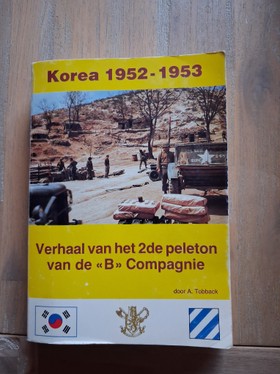 Korea 1952-1953
Verhaal van het 2de peleton
van de «B» Compagnie
door A. Tobback